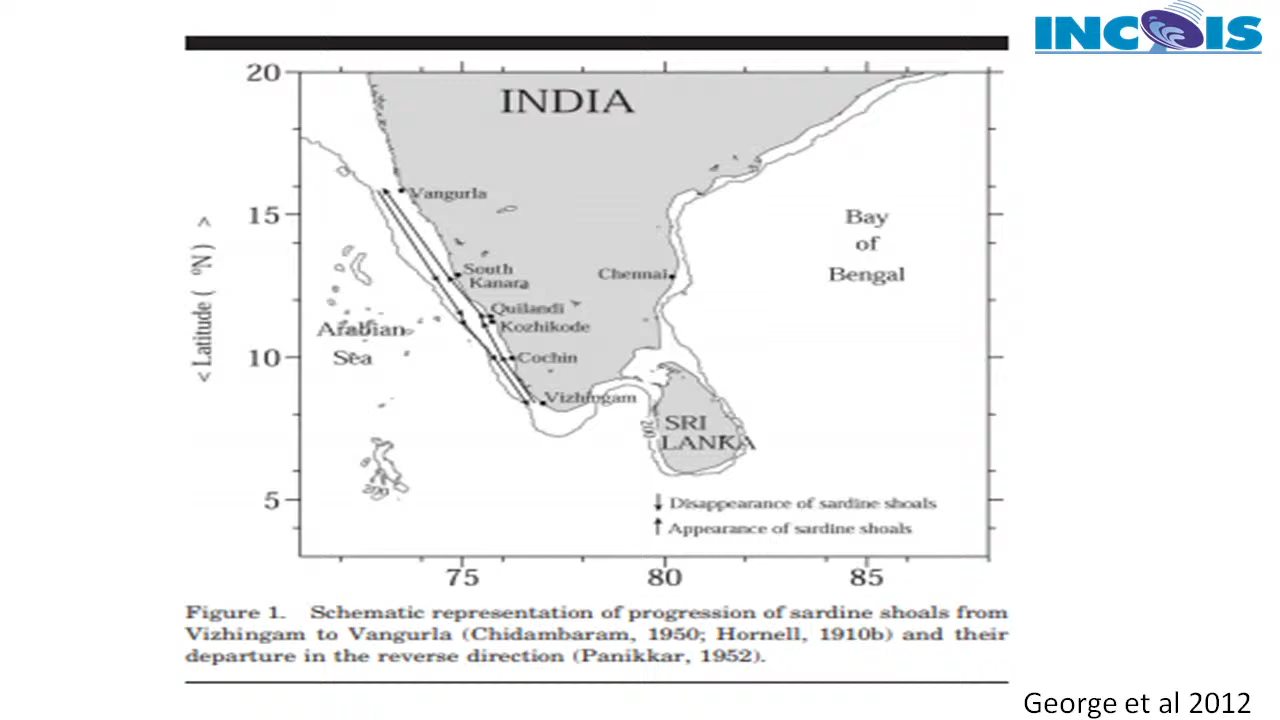 INCOIS
20
INDIA
Vangurla
15
Bay
of
Bengal
South
Kanara
Chennai
Quilandi
Kozhikode
Arabian
Sea
< Latitude ( ºN ) >
10
Cochin
Vizhingam
200
SRI
LANKA
200
5
Disappearance of sardine shoals
Appearance of sardine shoals
75 80 85
Figure 1. Schematic representation of progression of sardine shoals from
Vizhingam to Vangurla (Chidambaram, 1950; Hornell, 1910b) and their
departure in the reverse direction (Panikkar, 1952).
George et al 2012